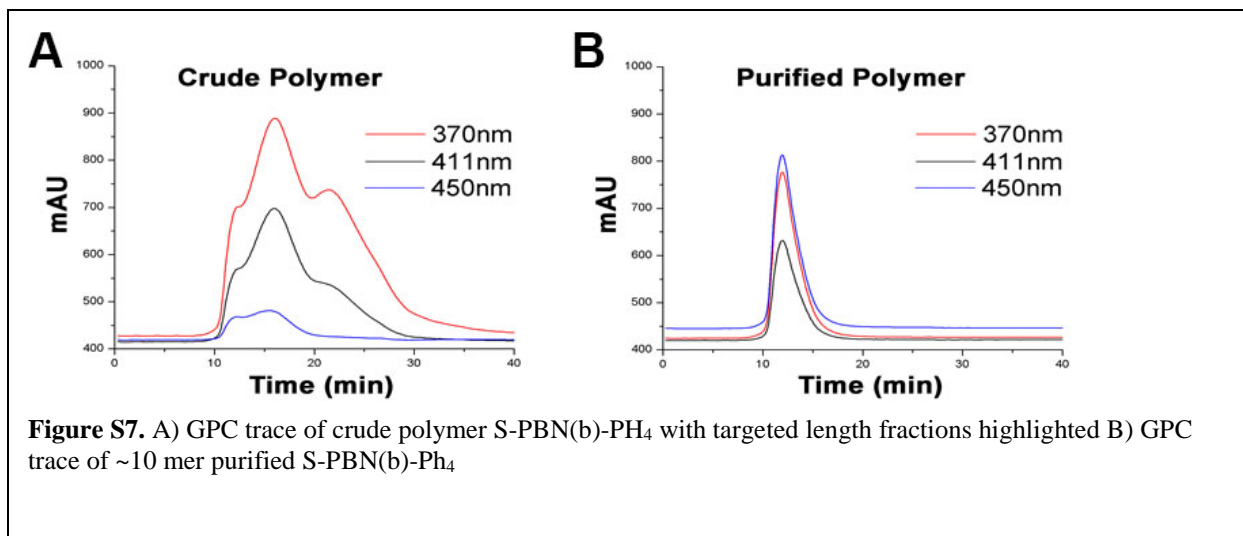 A
B
Crude Polymer
Purified Polymer
1000
900
800
700
600
500
400
mAU
370nm
411nm
450nm
0
10
20
30
40
Time (min)
1000
900
800
700
600
500
400
mAU
370nm
411nm
450nm
0
10
20
30
40
Time (min)
Figure S7. A) GPC trace of crude polymer S-PBN(b)-PH₄ with targeted length fractions highlighted B) GPC
trace of ~10 mer purified S-PBN(b)-Ph₄